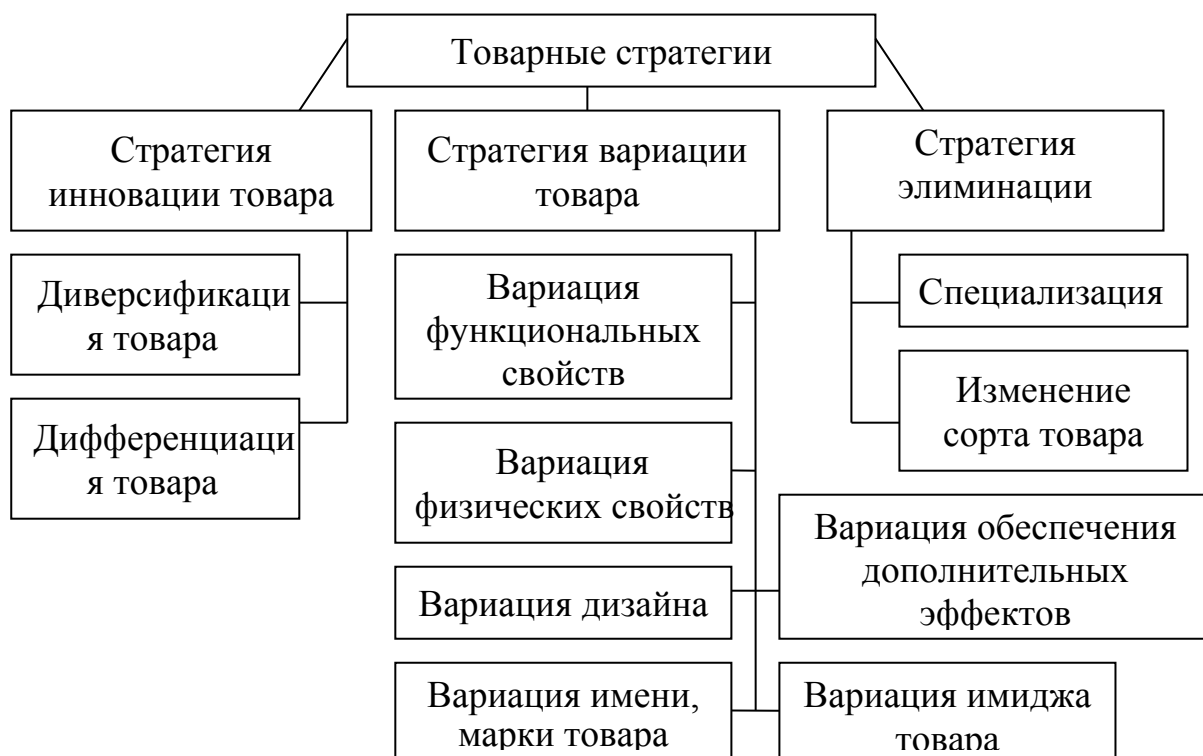 Товарные стратегии
Стратегия
инновации товара
Стратегия вариации
товара
Стратегия
элиминации
Диверсификаци
я товара
Дифференциаци
я товара
Вариация
функциональных
свойств
Вариация
физических свойств
Вариация дизайна
Вариация имени,
марки товара
Специализация
Изменение
сорта товара
Вариация обеспечения
дополнительных
эффектов
Вариация имиджа
товара